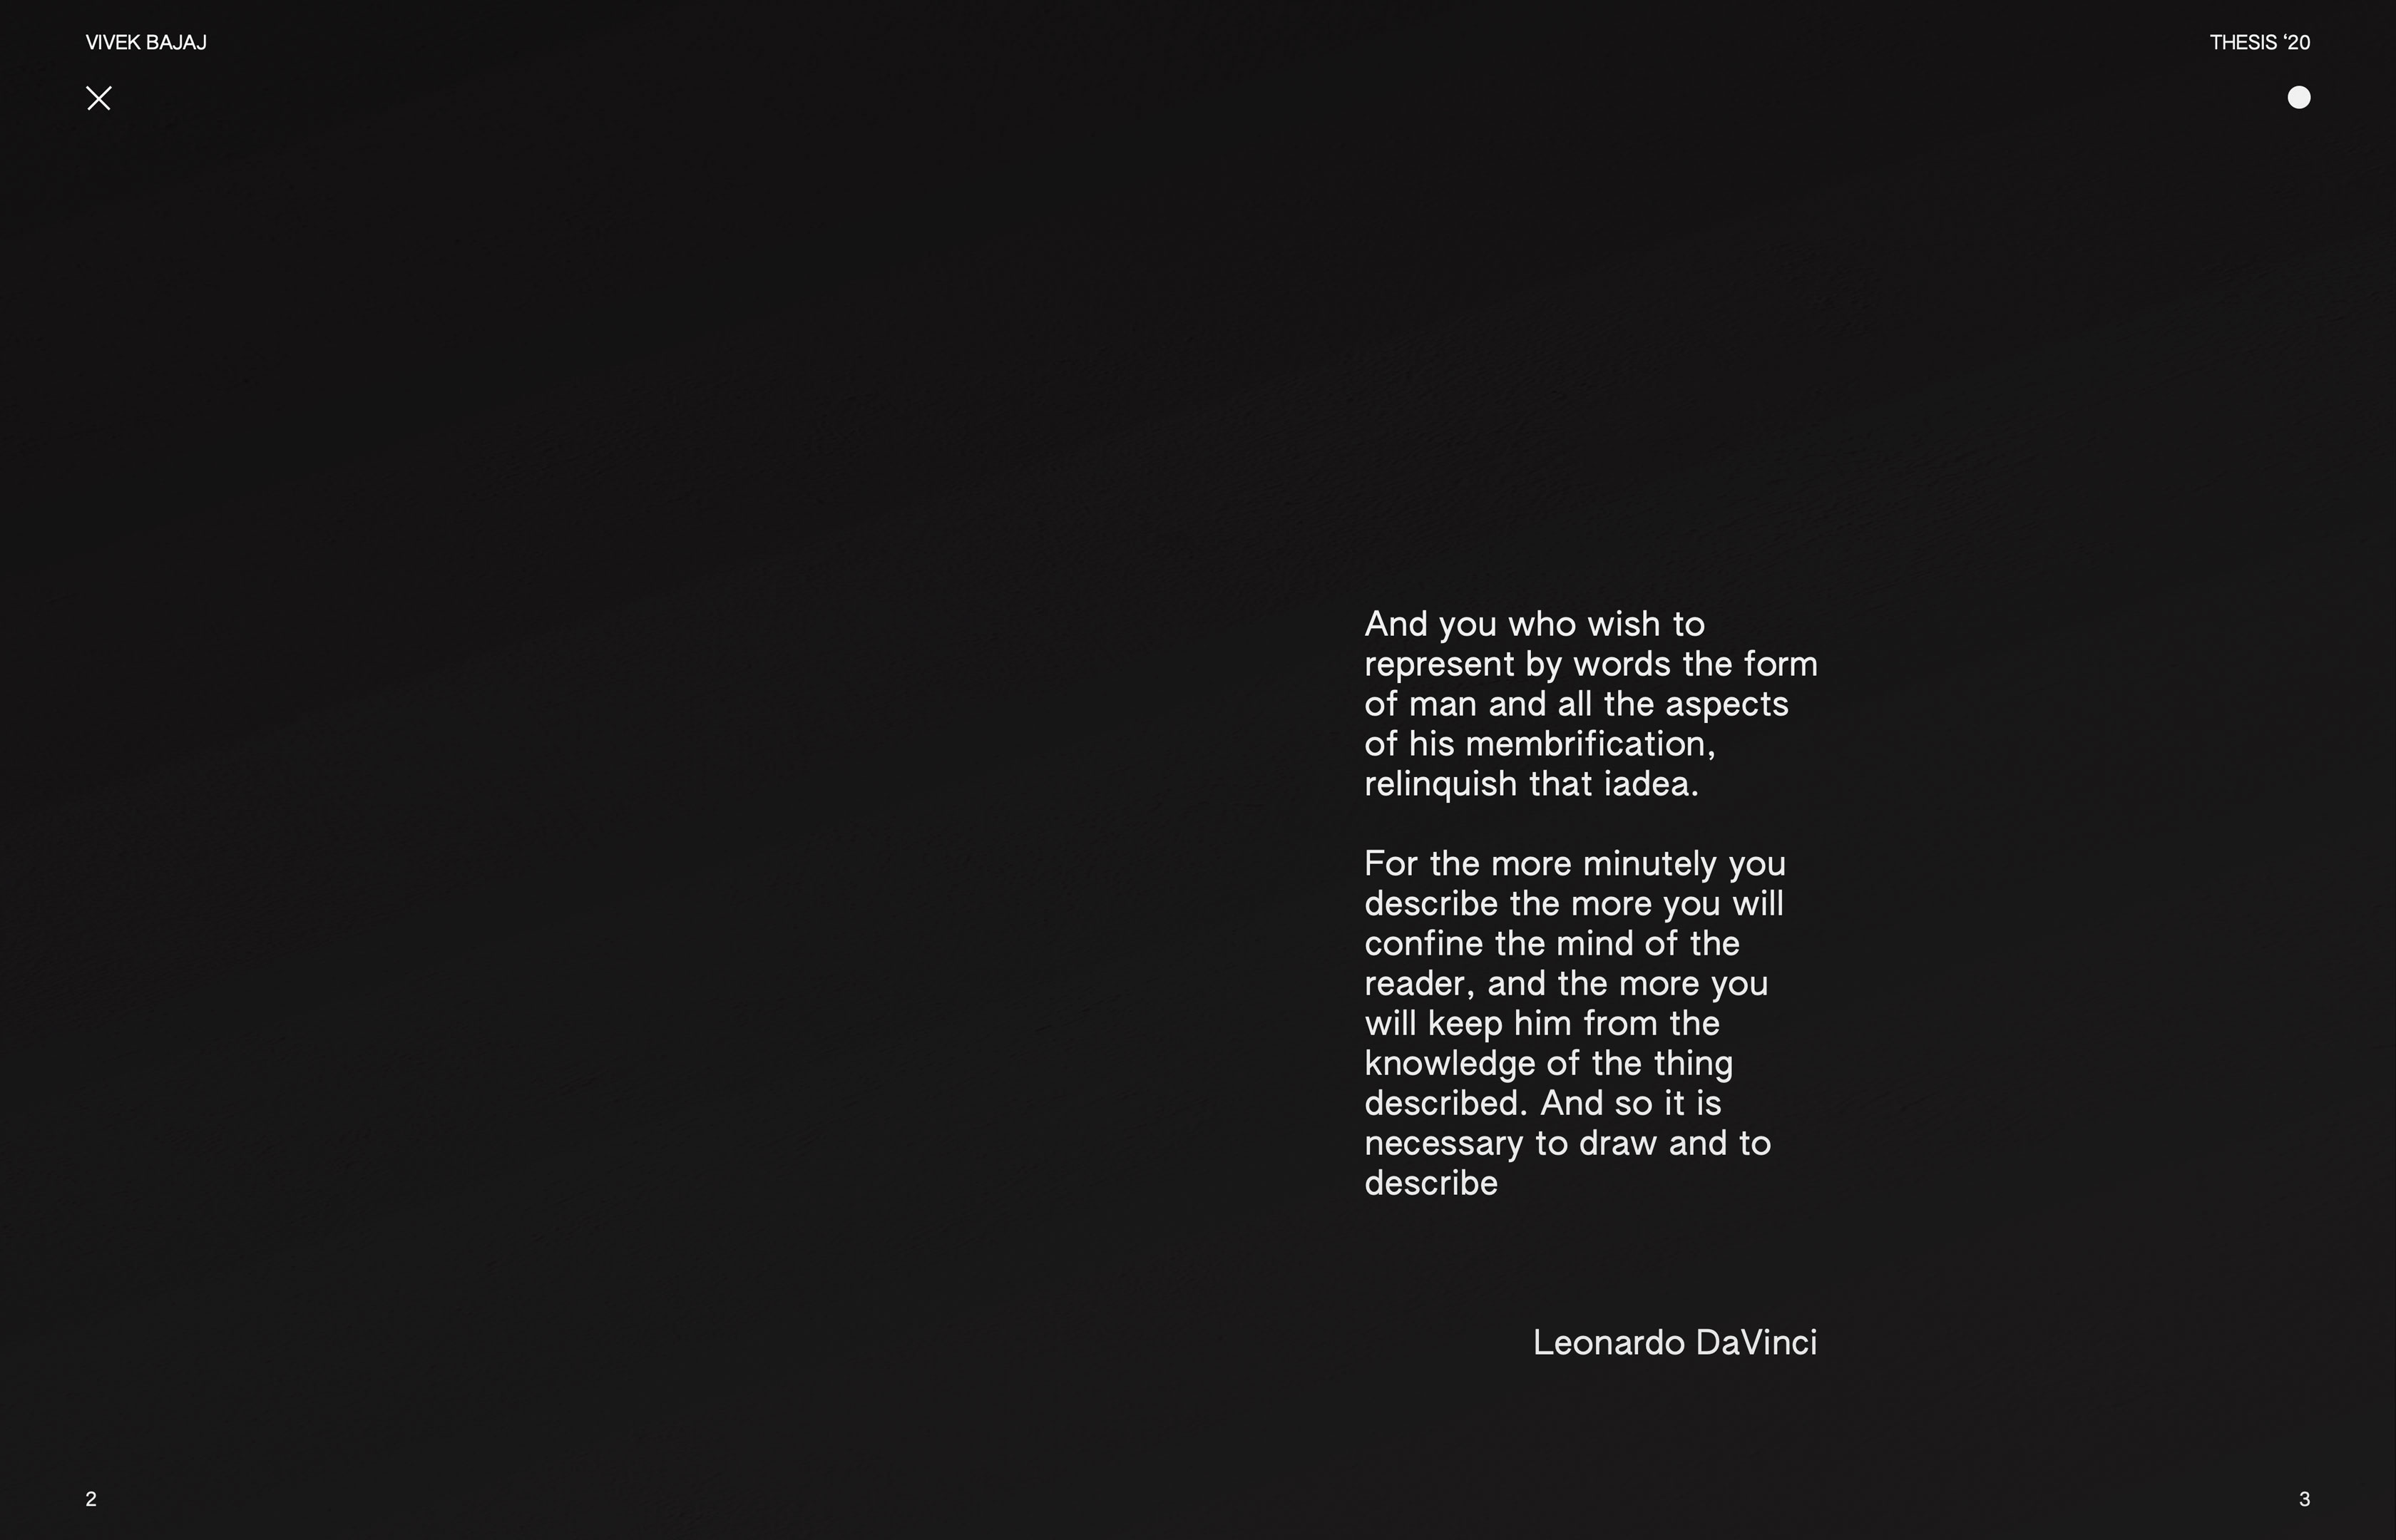 VIVEK BAJAJ
THESIS ‘20
And you who wish to
represent by words the form
of man and all the aspects
of his membrification,
relinquish that iadea.
For the more minutely you
describe the more you will
confine the mind of the
reader, and the more you
will keep him from the
knowledge of the thing
described. And so it is
necessary to draw and to
describe
Leonardo DaVinci
2
3